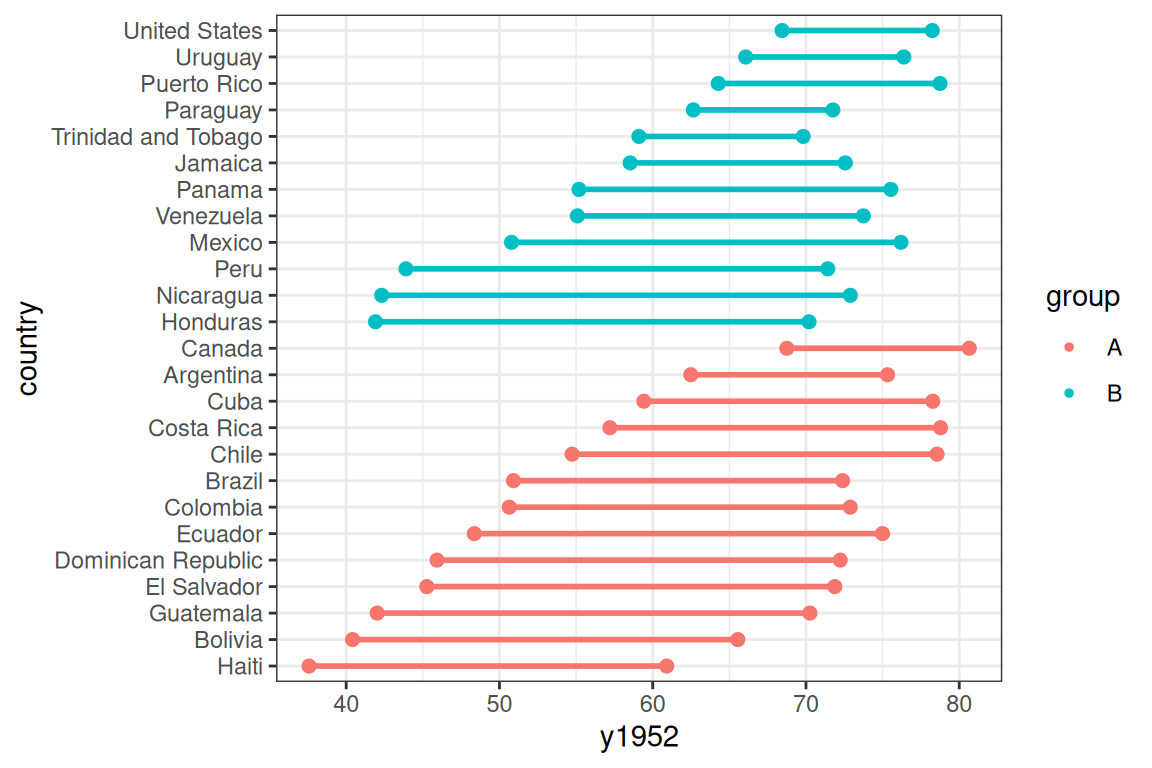 United States
Uruguay
Puerto Rico
Paraguay
Trinidad and Tobago
Jamaica
Panama
Venezuela
Mexico
Peru
Nicaragua
Honduras
Canada
Argentina
Cuba
Costa Rica
Chile
Brazil
Colombia
Ecuador
Dominican Republic
El Salvador
Guatemala
Bolivia
Haiti
country
40 50 60 70 80
y1952
group
A
B